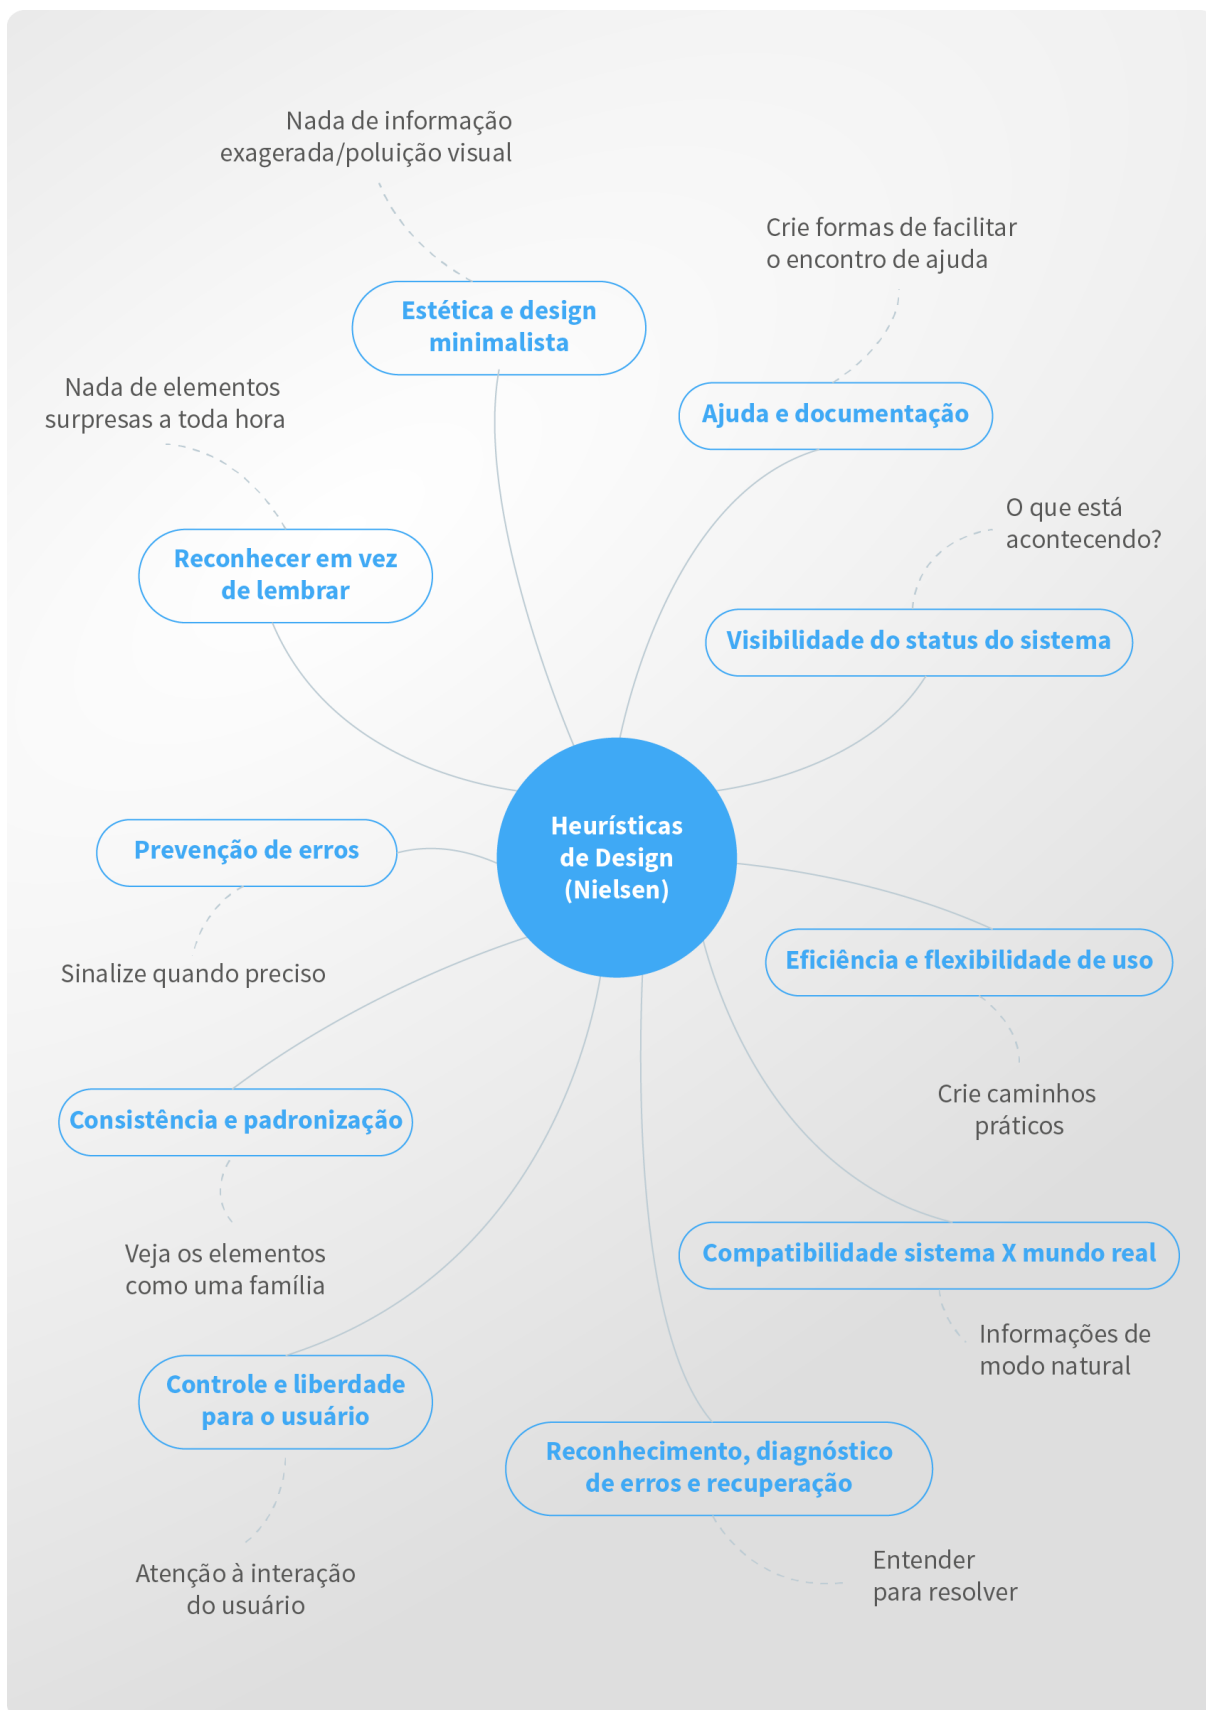 Nada de informação
exagerada/poluição visual
Crie formas de facilitar
o encontro de ajuda
Estética e design
minimalista
Nada de elementos
surpresas a toda hora
Ajuda e documentação
O que está
acontecendo?
Reconhecer em vez
de lembrar
Visibilidade do status do sistema
Heurísticas
de Design
(Nielsen)
Prevenção de erros
Sinalize quando preciso
Eficiência e flexibilidade de uso
Crie caminhos
práticos
Consistência e padronização
Veja os elementos
como uma família
Compatibilidade sistema X mundo real
Informações de
modo natural
Controle e liberdade
para o usuário
Reconhecimento, diagnóstico
de erros e recuperação
Atenção à interação
do usuário
Entender
para resolver